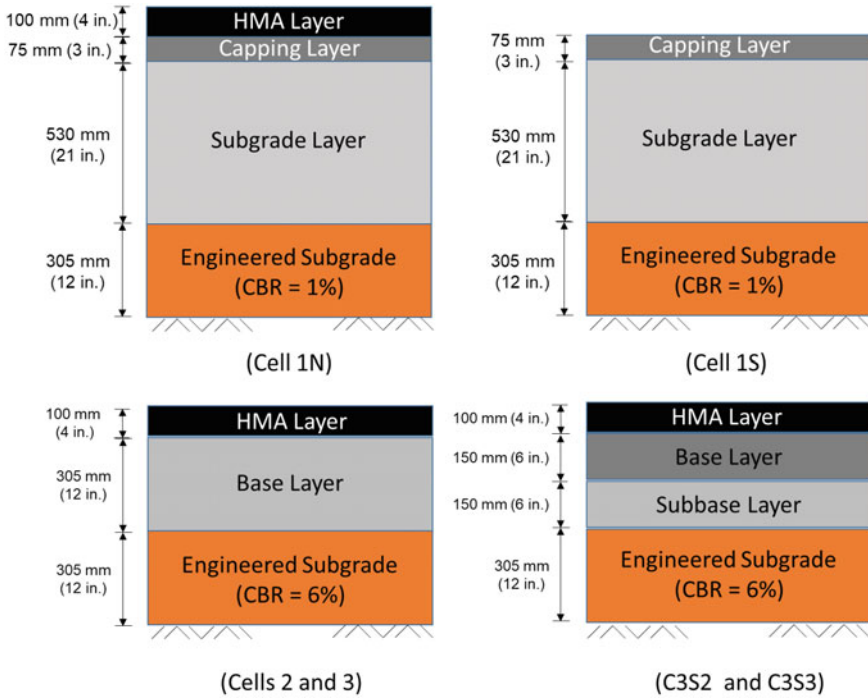 100 mm (4 in.)
HMA Layer
75 mm (3 in.)
Capping Layer
530 mm
(21 in.)
Subgrade Layer
305 mm
(12 in.)
Engineered Subgrade
(CBR = 1%)
(Cell 1N)
75 mm
(3 in.)
Capping Layer
530 mm
(21 in.)
Subgrade Layer
305 mm
(12 in.)
Engineered Subgrade
(CBR = 1%)
(Cell 1S)
100 mm
(4 in.)
HMA Layer
305 mm
(12 in.)
Base Layer
305 mm
(12 in.)
Engineered Subgrade
(CBR = 6%)
(Cells 2 and 3)
100 mm (4 in.)
HMA Layer
150 mm (6 in.)
Base Layer
150 mm (6 in.)
Subbase Layer
305 mm
(12 in.)
Engineered Subgrade
(CBR = 6%)
(C3S2 and C3S3)